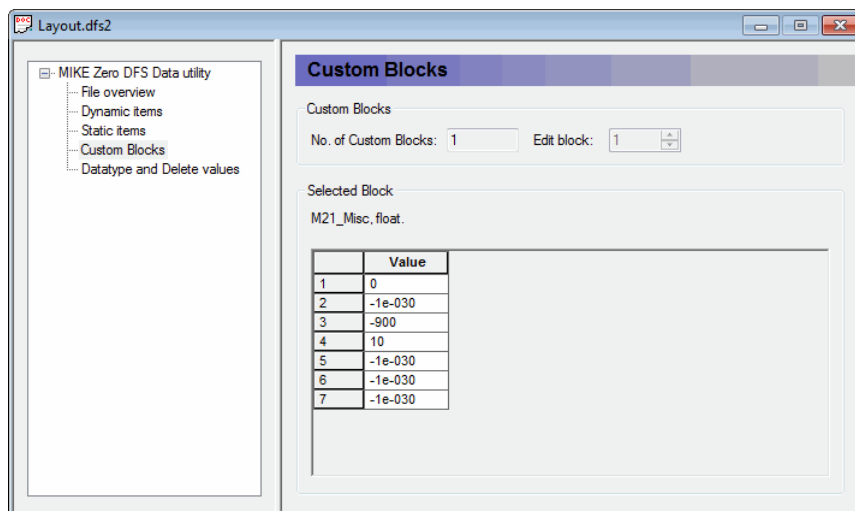 Layout.dfs2
MIKE Zero DFS Data utility
File overview
Dynamic items
Static items
Custom Blocks
Datatype and Delete values
Custom Blocks
Custom Blocks
No. of Custom Blocks: 1 Edit block: 1
Selected Block
M21_Misc, float.
Value
1 0
2 -1e-030
3 -900
4 10
5 -1e-030
6 -1e-030
7 -1e-030